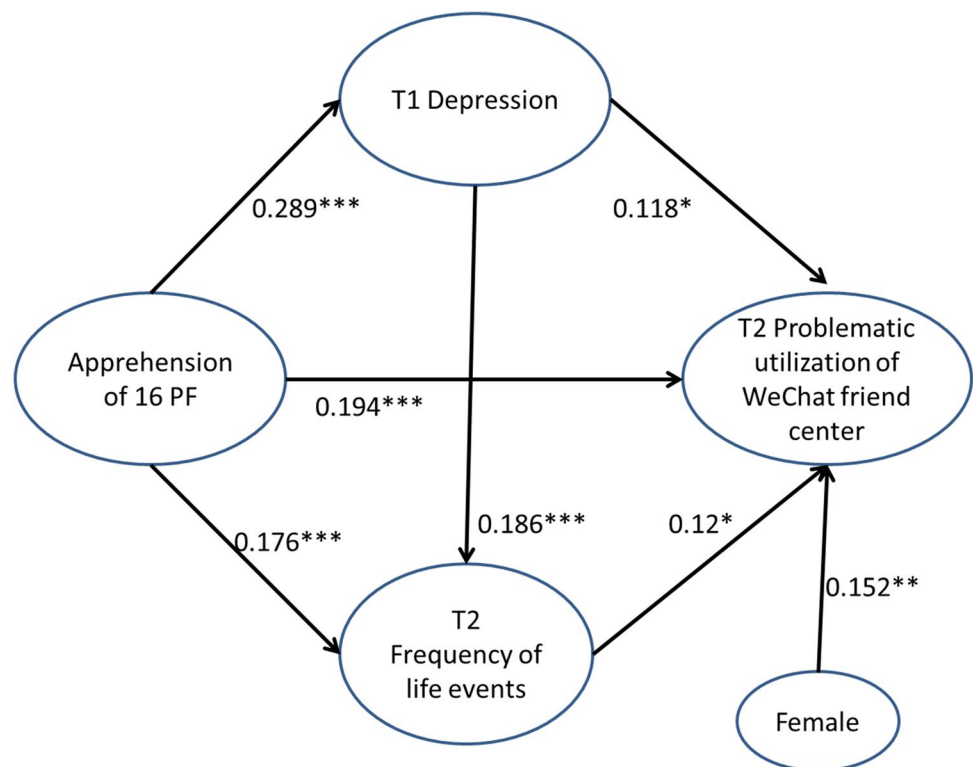 T1 Depression
0.289***
0.118*
Apprehension
of 16 PF
T2 Problematic
utilization of
WeChat friend
center
0.194***
0.176***
0.186***
0.12*
T2
Frequency of
life events
0.152**
Female